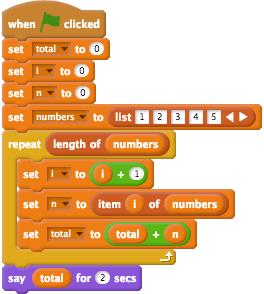 when clicked
set total to 0
set i to 0
set n to 0
set numbers to list 1 2 3 4 5
repeat length of numbers
set i to i + 1
set n to item i of numbers
set total to total + n
say total for 2 secs